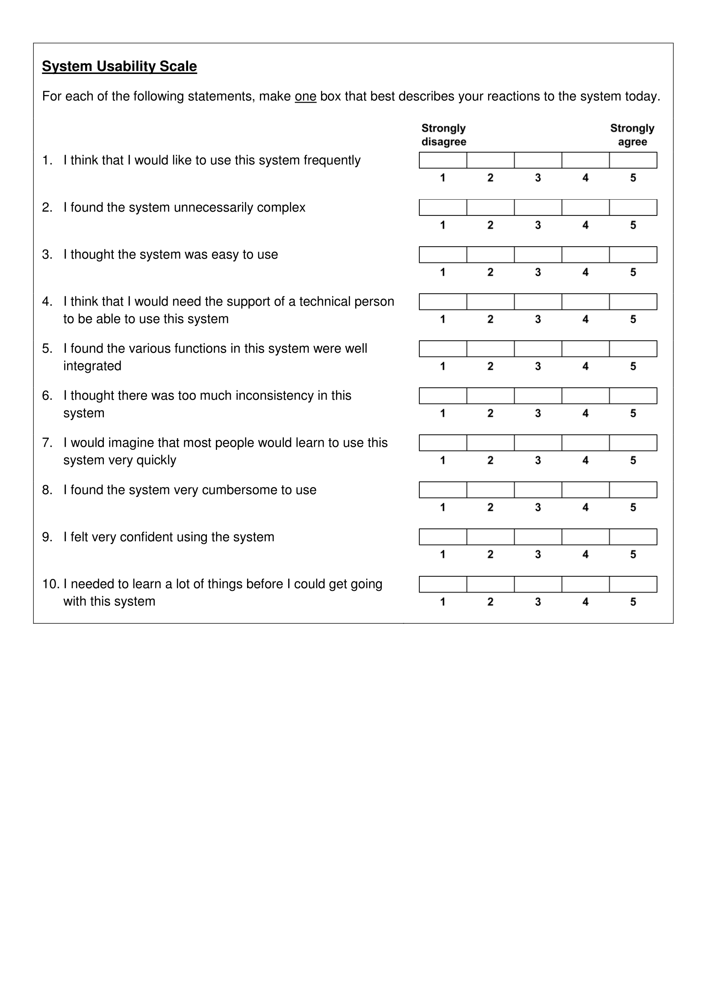 System Usability Scale
For each of the following statements, make one box that best describes your reactions to the system today.
Strongly disagree
Strongly agree
1. I think that I would like to use this system frequently
1 2 3 4 5
2. I found the system unnecessarily complex
1 2 3 4 5
3. I thought the system was easy to use
1 2 3 4 5
4. I think that I would need the support of a technical person
to be able to use this system
1 2 3 4 5
5. I found the various functions in this system were well
integrated
1 2 3 4 5
6. I thought there was too much inconsistency in this
system
1 2 3 4 5
7. I would imagine that most people would learn to use this
system very quickly
1 2 3 4 5
8. I found the system very cumbersome to use
1 2 3 4 5
9. I felt very confident using the system
1 2 3 4 5
10. I needed to learn a lot of things before I could get going
with this system
1 2 3 4 5